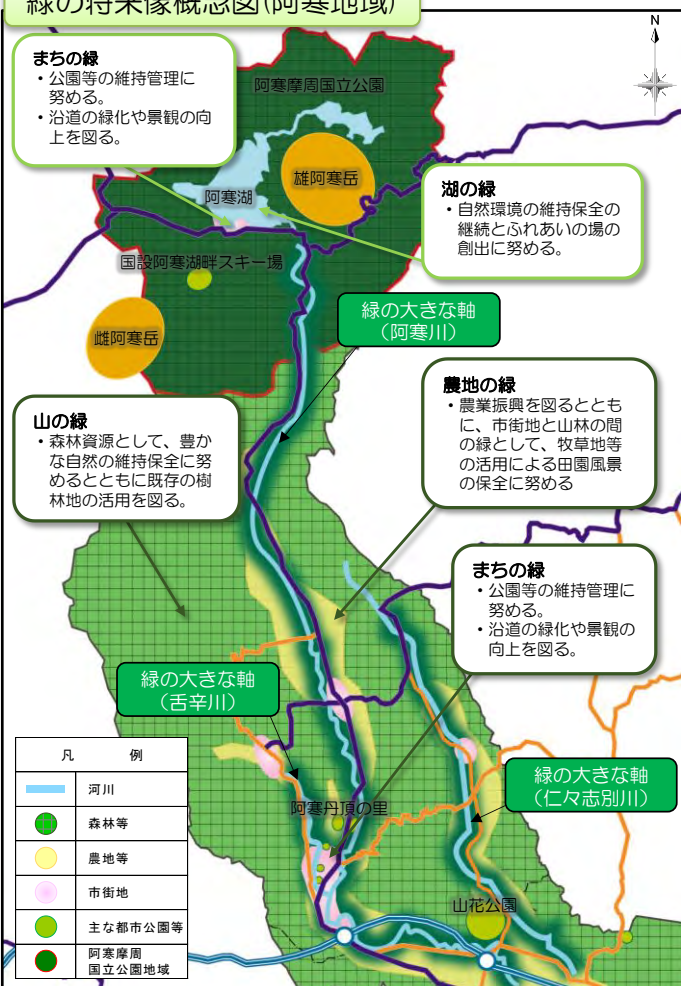 緑の将来像概念図(阿寒地域)
N
まちの緑
・公園等の維持管理に
努める。
・沿道の緑化や景観の向
上を図る。
阿寒摩周国立公園
雄阿寒岳
阿寒湖
湖の緑
・自然環境の維持保全の
継続とふれあいの場の
創出に努める。
国設阿寒湖畔スキー場
緑の大きな軸
（阿寒川）
雌阿寒岳
農地の緑
・農業振興を図るととも
に、市街地と山林の間
の緑として、牧草地等
の活用による田園風景
の保全に努める
山の緑
・森林資源として、豊か
な自然の維持保全に努
めるとともに既存の樹
林地の活用を図る。
まちの緑
・公園等の維持管理に
努める。
・沿道の緑化や景観の
向上を図る。
緑の大きな軸
（舌辛川）
緑の大きな軸
（仁々志別川）
阿寒丹頂の里
山花公園
凡　例
河川
森林等
農地等
市街地
主な都市公園等
阿寒摩周
国立公園地域